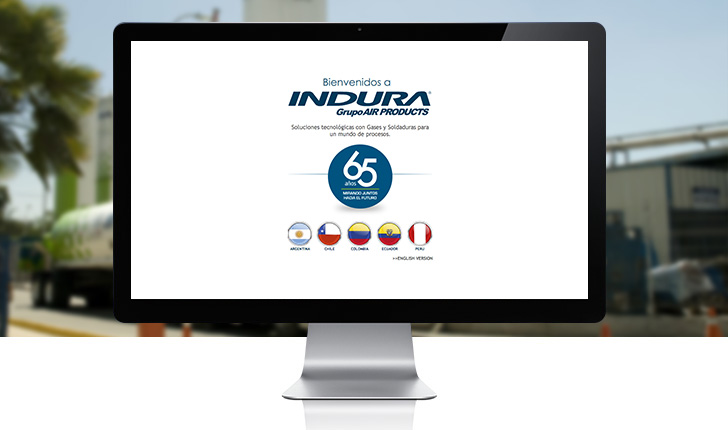 Bienvenidos a
INDURA®
Grupo AIR PRODUCTS
Soluciones tecnológicas con Gases y Soldaduras para
un mundo de procesos.
65
años
MIRANDO JUNTOS
HACIA EL FUTURO
ARGENTINA CHILE COLOMBIA ECUADOR PERU
>>ENGLISH VERSION